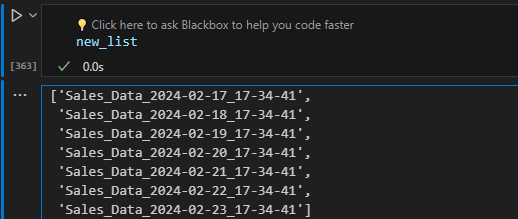 💡 Click here to ask Blackbox to help you code faster
new_list
[363]
✓ 0.0s
... ['Sales_Data_2024-02-17_17-34-41',
'Sales_Data_2024-02-18_17-34-41',
'Sales_Data_2024-02-19_17-34-41',
'Sales_Data_2024-02-20_17-34-41',
'Sales_Data_2024-02-21_17-34-41',
'Sales_Data_2024-02-22_17-34-41',
'Sales_Data_2024-02-23_17-34-41']